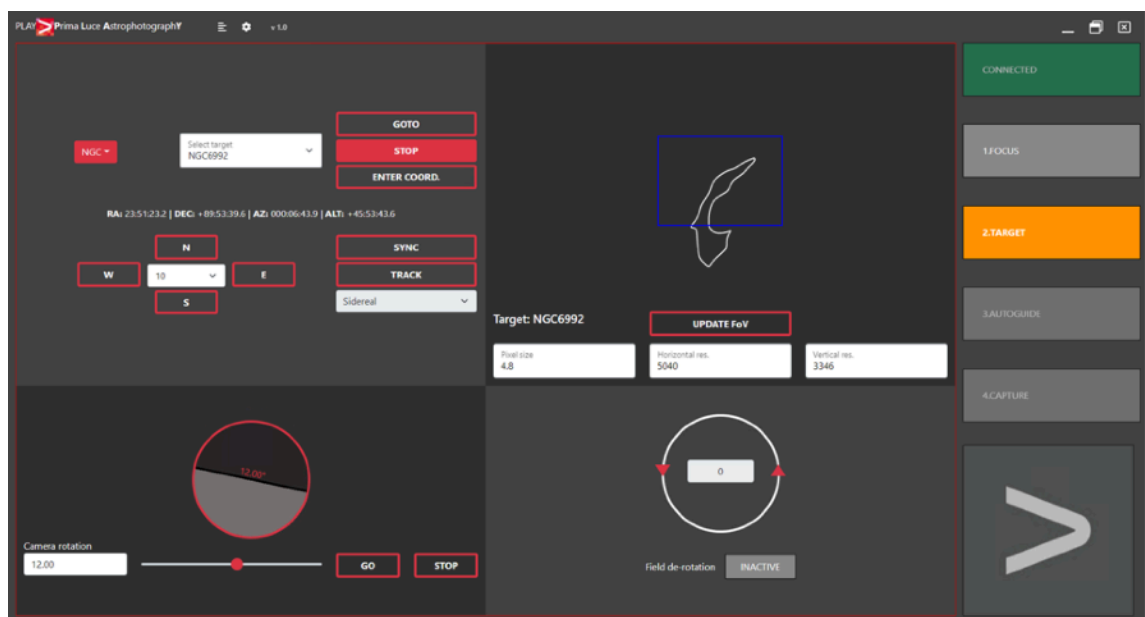 PLAY Prima Luce AstrophotographY v 1.0
CONNECTED
1.FOCUS
2.TARGET
3.AUTOGUIDE
4.CAPTURE
NGC
Select target
NGC6992
GOTO
STOP
ENTER COORD.
RA: 23:51:23.2 | DEC: +89:53:39.6 | AZ: 000:06:43.9 | ALT: +45:53:43.6
N
W 10 E
S
SYNC
TRACK
Sidereal
Target: NGC6992
UPDATE FoV
Pixel size
4.8
Horizontal res.
5040
Vertical res.
3346
12.00°
Camera rotation
12.00
GO
STOP
0
Field de-rotation INACTIVE